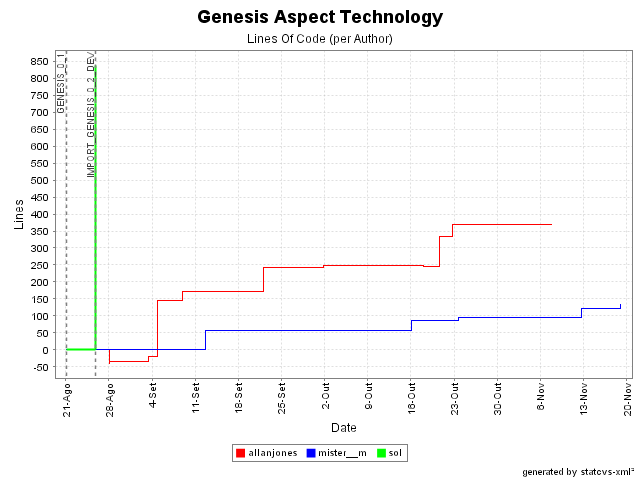 Genesis Aspect Technology
Lines Of Code (per Author)
GENESIS_0_1
IMPORT_GENESIS_0_2_DEV
850
800
750
700
650
600
550
500
450
400
350
300
250
200
150
100
50
0
-50
Lines
21-Ago
28-Ago
4-Set
11-Set
18-Set
25-Set
2-Out
9-Out
16-Out
23-Out
30-Out
6-Nov
13-Nov
20-Nov
Date
allanjones mister__m sol
generated by statcvs-xml²